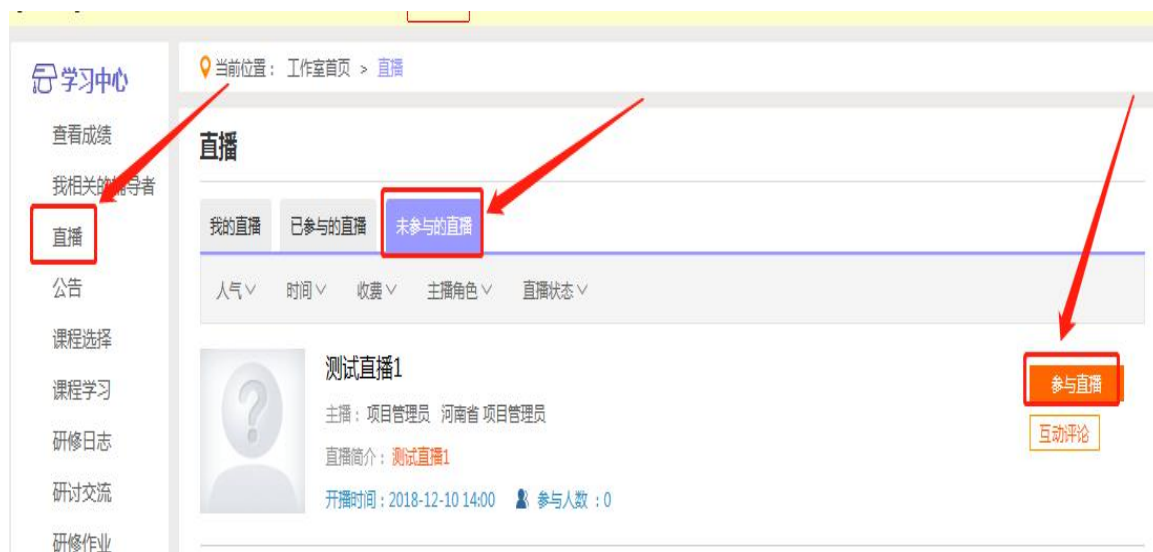 学习中心
查看成绩
我相关的辅导者
直播
公告
课程选择
课程学习
研修日志
研讨交流
研修作业
当前位置： 工作室首页 > 直播
直播
我的直播 已参与的直播 未参与的直播
人气 时间 收费 主播角色 直播状态
测试直播1
主播：项目管理员 河南省 项目管理员
直播简介：测试直播1
开播时间：2018-12-10 14:00 参与人数 ：0
参与直播
互动评论